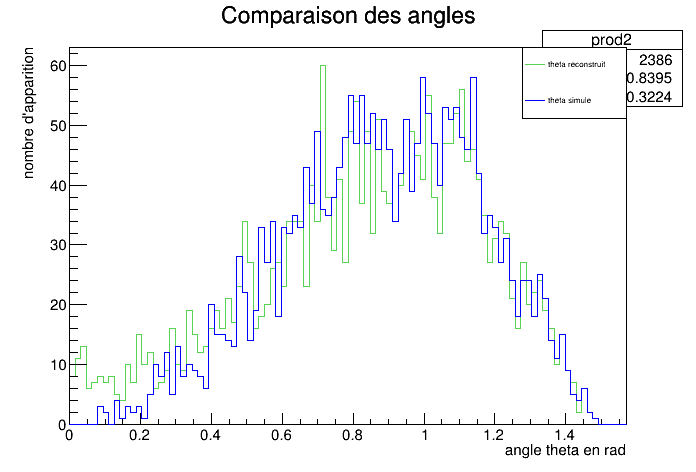 Comparaison des angles
prod2
2386
0.8395
0.3224
theta reconstruit
theta simule
nombre d'apparition
60
50
40
30
20
10
0
0 0.2 0.4 0.6 0.8 1 1.2 1.4
angle theta en rad